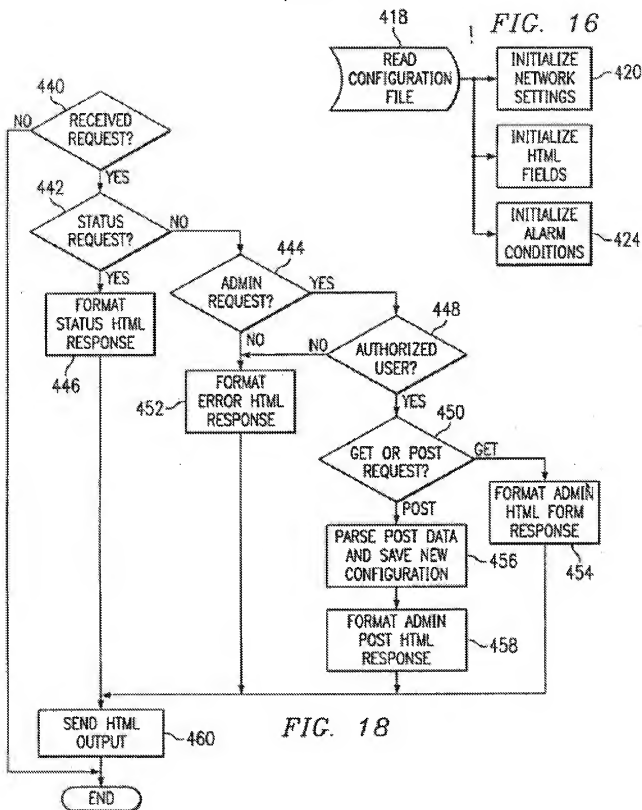 FIG. 16
418
READ
CONFIGURATION
FILE
INITIALIZE
NETWORK
SETTINGS
420
INITIALIZE
HTML
FIELDS
INITIALIZE
ALARM
CONDITIONS
424
440
NO
RECEIVED
REQUEST?
YES
442
STATUS
REQUEST?
NO
YES
444
ADMIN
REQUEST?
YES
NO
FORMAT
STATUS HTML
RESPONSE
446
448
AUTHORIZED
USER?
NO
YES
452
FORMAT
ERROR HTML
RESPONSE
450
GET OR POST
REQUEST?
GET
POST
FORMAT ADMIN
HTML FORM
RESPONSE
454
PARSE POST DATA
AND SAVE NEW
CONFIGURATION
456
FORMAT ADMIN
POST HTML
RESPONSE
458
SEND HTML
OUTPUT
460
FIG. 18
END